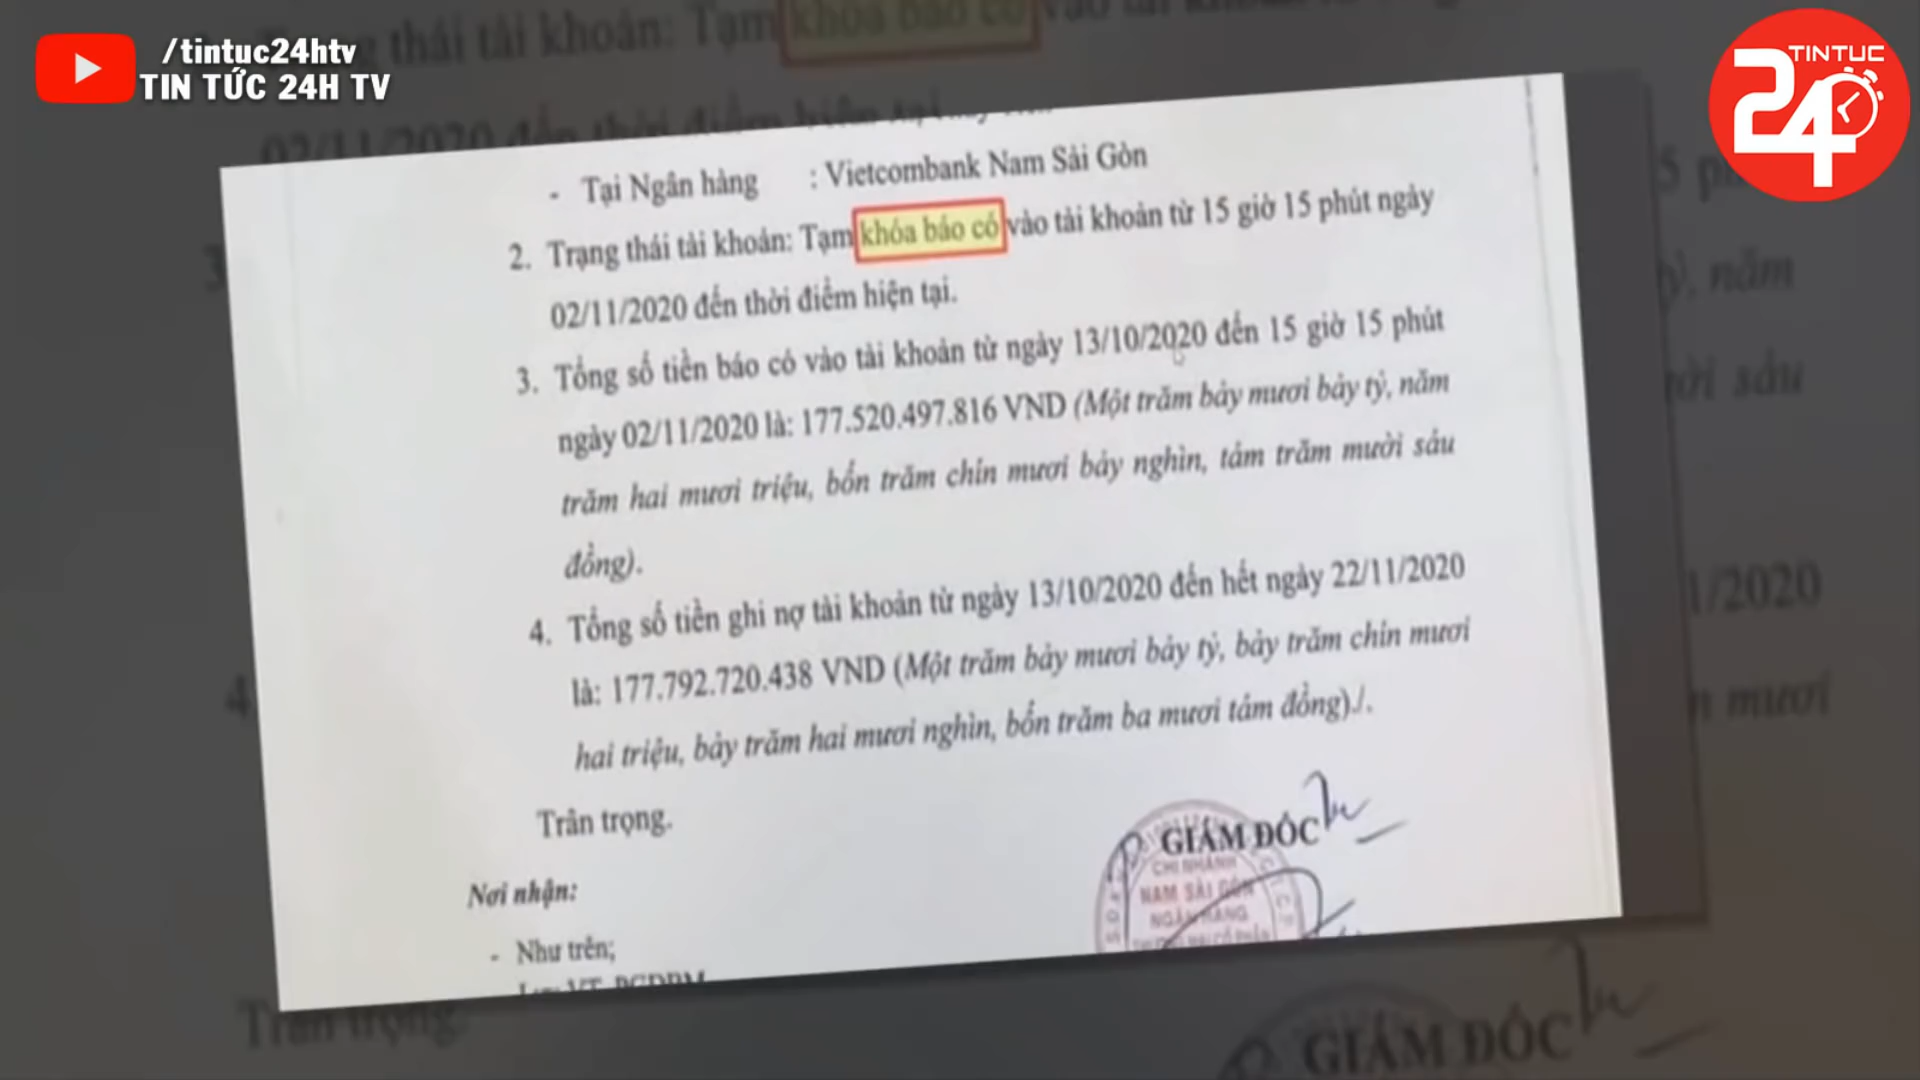 /tintuc24htv
TIN TỨC 24H TV
TINTUC
24
- Tại Ngân hàng : Vietcombank Nam Sài Gòn
2. Trạng thái tài khoản: Tạm khóa báo có vào tài khoản từ 15 giờ 15 phút ngày
02/11/2020 đến thời điểm hiện tại.
3. Tổng số tiền báo có vào tài khoản từ ngày 13/10/2020 đến 15 giờ 15 phút
ngày 02/11/2020 là: 177.520.497.816 VND (Một trăm bảy mươi bảy tỷ, năm
trăm hai mươi triệu, bốn trăm chín mươi bảy nghìn, tám trăm mười sáu
đồng).
4. Tổng số tiền ghi nợ tài khoản từ ngày 13/10/2020 đến hết ngày 22/11/2020
là: 177.792.720.438 VND (Một trăm bảy mươi bảy tỷ, bảy trăm chín mươi
hai triệu, bảy trăm hai mươi nghìn, bốn trăm ba mươi tám đồng)./.
Trân trọng.
GIÁM ĐỐC
CHI NHÁNH
NAM SÀI GÒN
NGÂN HÀNG
Nơi nhận:
- Như trên;